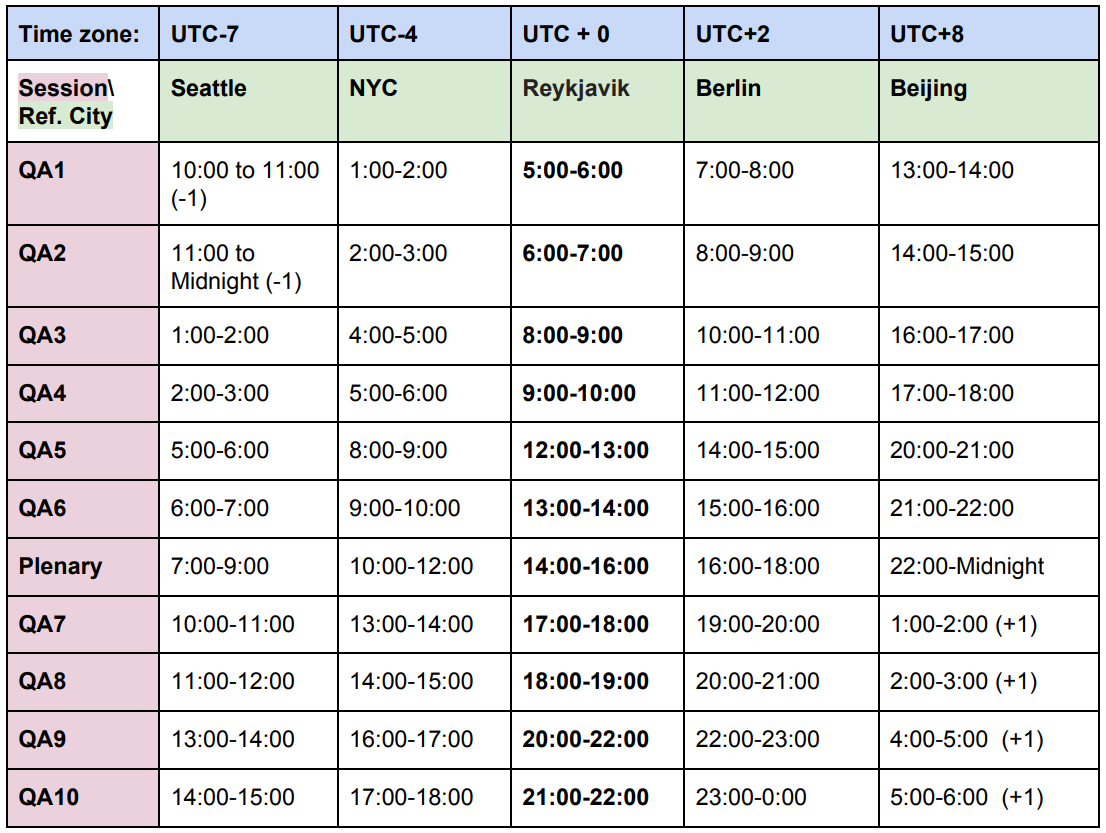 Time zone: UTC-7 UTC-4 UTC + 0 UTC+2 UTC+8
Session\ Seattle NYC Reykjavik Berlin Beijing
Ref. City
QA1 10:00 to 11:00 1:00-2:00 5:00-6:00 7:00-8:00 13:00-14:00
(-1)
QA2 11:00 to 2:00-3:00 6:00-7:00 8:00-9:00 14:00-15:00
Midnight (-1)
QA3 1:00-2:00 4:00-5:00 8:00-9:00 10:00-11:00 16:00-17:00
QA4 2:00-3:00 5:00-6:00 9:00-10:00 11:00-12:00 17:00-18:00
QA5 5:00-6:00 8:00-9:00 12:00-13:00 14:00-15:00 20:00-21:00
QA6 6:00-7:00 9:00-10:00 13:00-14:00 15:00-16:00 21:00-22:00
Plenary 7:00-9:00 10:00-12:00 14:00-16:00 16:00-18:00 22:00-Midnight
QA7 10:00-11:00 13:00-14:00 17:00-18:00 19:00-20:00 1:00-2:00 (+1)
QA8 11:00-12:00 14:00-15:00 18:00-19:00 20:00-21:00 2:00-3:00 (+1)
QA9 13:00-14:00 16:00-17:00 20:00-22:00 22:00-23:00 4:00-5:00 (+1)
QA10 14:00-15:00 17:00-18:00 21:00-22:00 23:00-0:00 5:00-6:00 (+1)